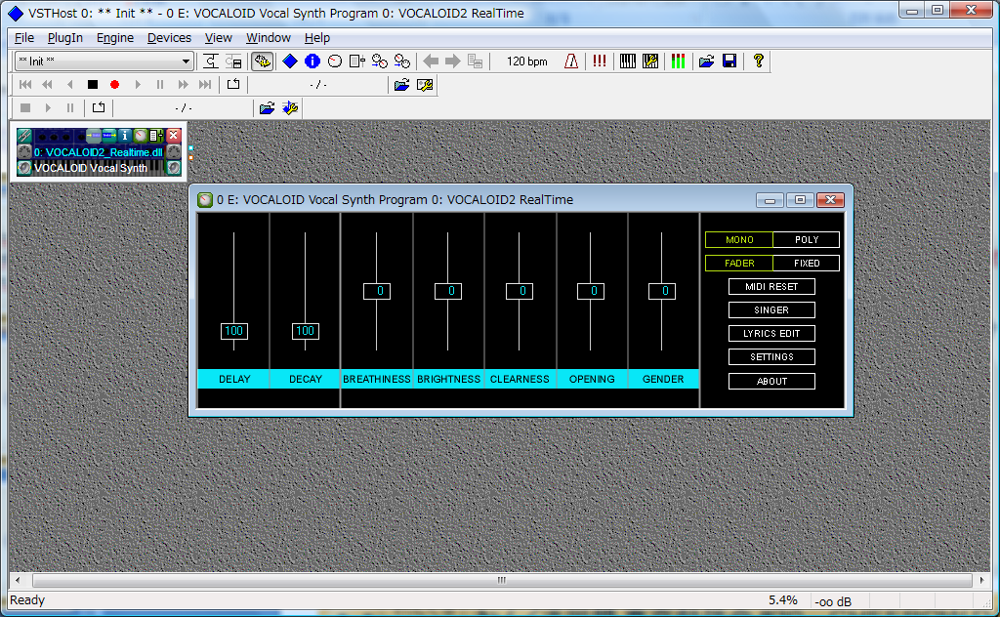 VSTHost 0: ** Init ** - 0 E: VOCALOID Vocal Synth Program 0: VOCALOID2 RealTime
File PlugIn Engine Devices View Window Help
** Init ** 120 bpm
- / -
- / -
0: VOCALOID2_Realtime.dll
VOCALOID Vocal Synth
0 E: VOCALOID Vocal Synth Program 0: VOCALOID2 RealTime
MONO POLY
FADER FIXED
MIDI RESET
0 0 0 0 0
SINGER
100 100 LYRICS EDIT
SETTINGS
DELAY DECAY BREATHINESS BRIGHTNESS CLEARNESS OPENING GENDER ABOUT
Ready 5.4% -oo dB